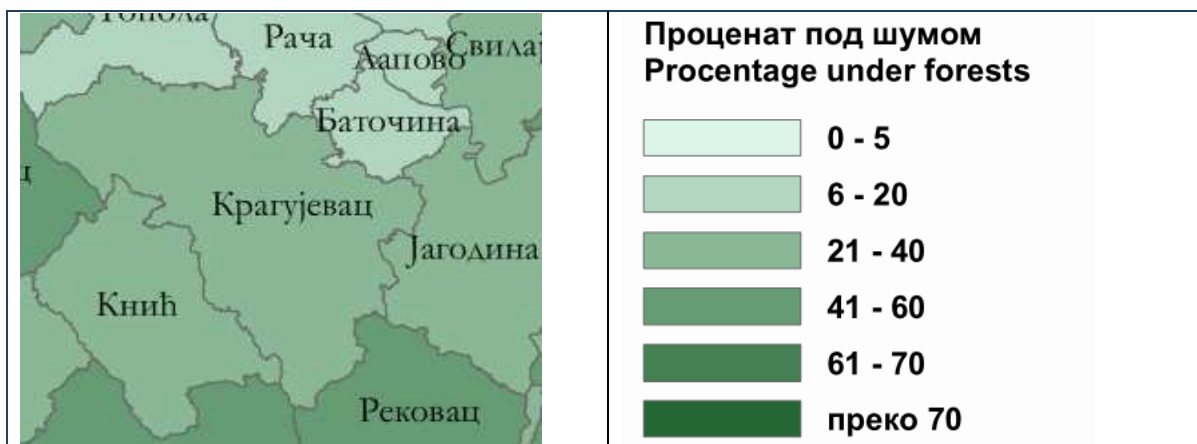 Топола
Рача
Лапово
Свилај
Баточина
ц
Крагујевац
Јагодина
Кнић
Рековац
Проценат под шумом
Procentage under forests
0 - 5
6 - 20
21 - 40
41 - 60
61 - 70
преко 70